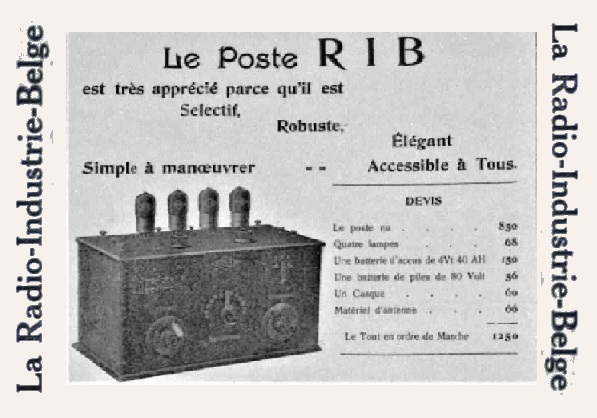 La Radio-Industrie-Belge
Le Poste R I B
est très apprécié parce qu'il est
Selectif,
Robuste,
Élégant
Simple à manœuvrer - - Accessible à Tous.
DEVIS
Le poste nu . . . . 850
Quatre lampes . . . . 68
Une batterie d'accus de 4Vt 40 AH 150
Une batterie de piles de 80 Volt 56
Un Casque . . . . 60
Matériel d'antenne . . . 66
Le Tout en ordre de Marche 1250
La Radio-Industrie-Belge